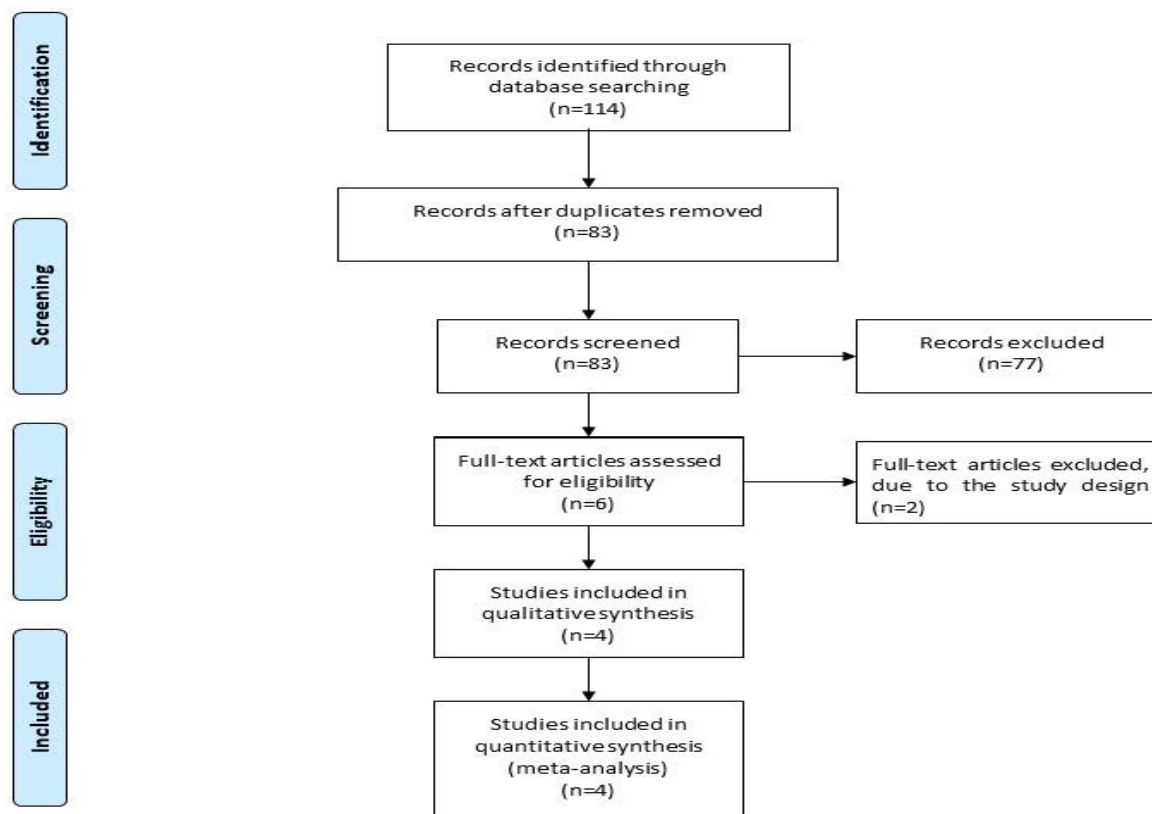 Identification
Records identified through
database searching
(n=114)
Records after duplicates removed
(n=83)
Screening
Records screened
(n=83)
Records excluded
(n=77)
Eligibility
Full-text articles assessed
for eligibility
(n=6)
Full-text articles excluded,
due to the study design
(n=2)
Studies included in
qualitative synthesis
(n=4)
Included
Studies included in
quantitative synthesis
(meta-analysis)
(n=4)